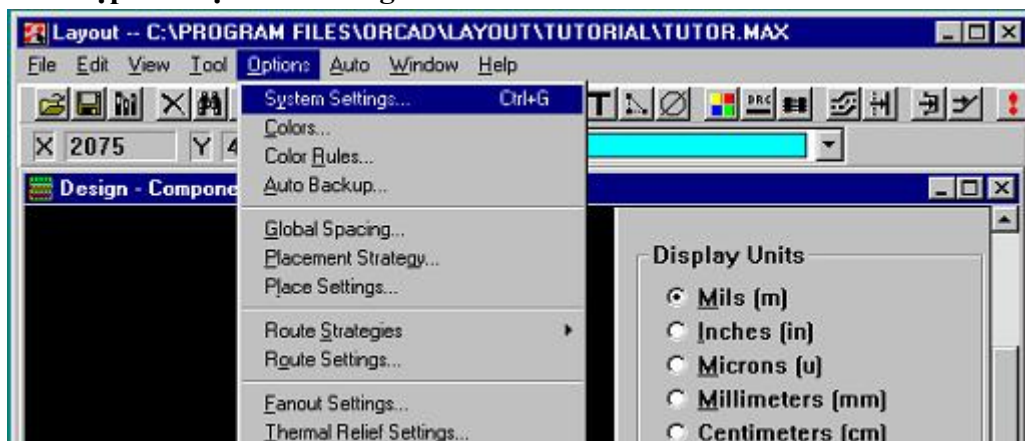 Layout -- C:\PROGRAM FILES\ORCAD\LAYOUT\TUTORIAL\TUTOR.MAX
File Edit View Tool Options Auto Window Help
System Settings... Ctrl+G
T DRC
Colors...
X 2075 Y 4
Color Rules...
Design - Compone
Auto Backup...
Global Spacing...
Placement Strategy...
Place Settings...
Route Strategies
Route Settings...
Fanout Settings...
Thermal Relief Settings...
Display Units
Mils (m)
Inches (in)
Microns (u)
Millimeters (mm)
Centimeters (cm)